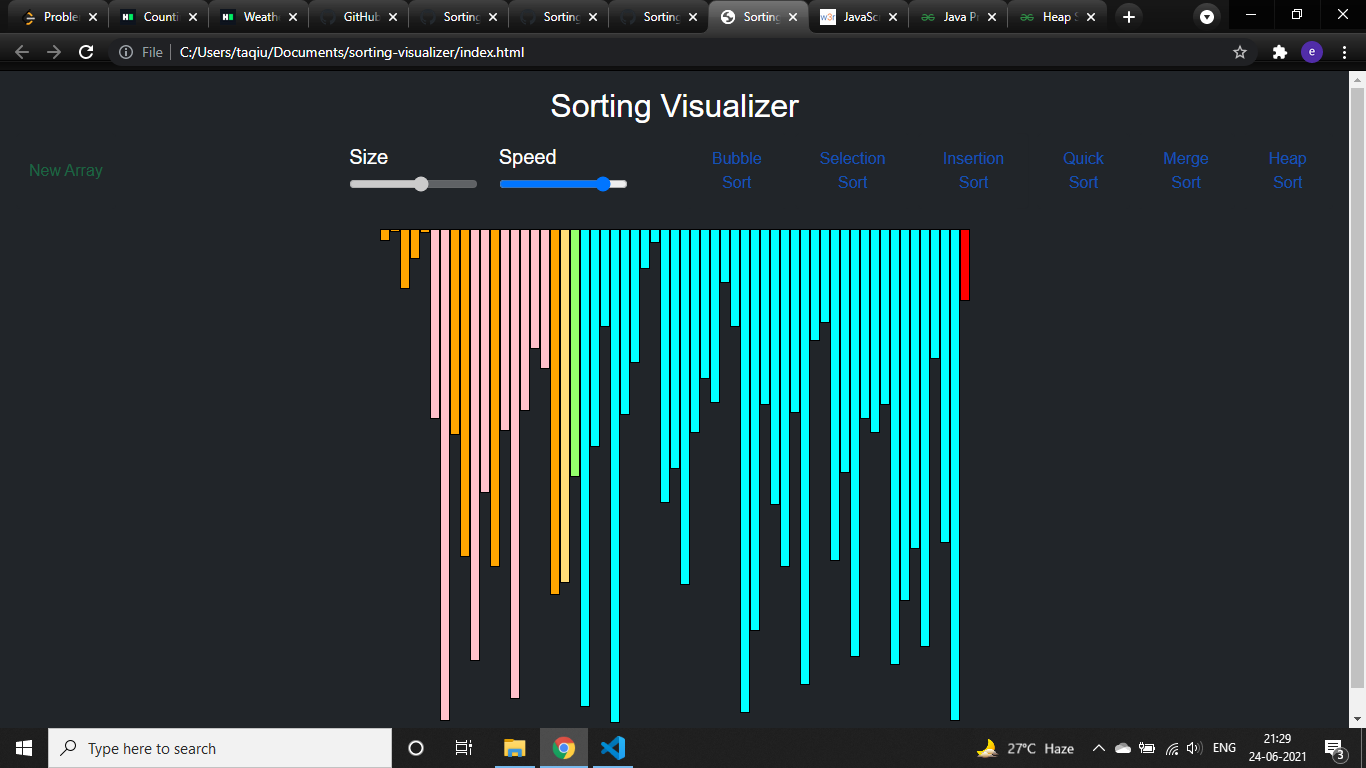 Proble
Counti
Weath
GitHub
Sorting
Sorting
Sorting
Sorting
w3r
JavaScr
Java P
Heap S
File
C:/Users/taqiu/Documents/sorting-visualizer/index.html
e
Sorting Visualizer
New Array
Size
Speed
Bubble
Sort
Selection
Sort
Insertion
Sort
Quick
Sort
Merge
Sort
Heap
Sort
Type here to search
27°C Haze
ENG
21:29
24-06-2021
3